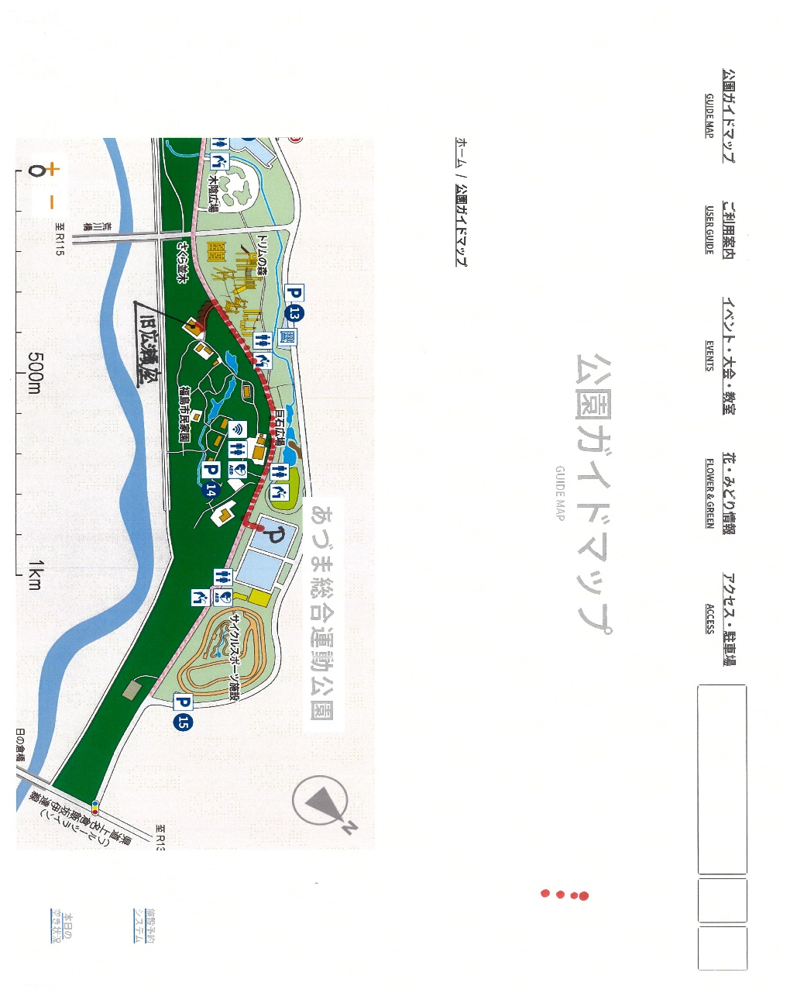 公園ガイドマップ
GUIDE MAP
ご利用案内
USER GUIDE
イベント・大会・教室
EVENTS
花・みどり情報
FLOWER & GREEN
アクセス・駐車場
ACCESS
公園ガイドマップ
GUIDE MAP
ホーム / 公園ガイドマップ
あづま総合運動公園
N
P 13
トリムの森
木陰広場
さくら並木
巨石広場
P
福島市民家園
AED
P 14
AED
サイクルスポーツ施設
P 15
旧広瀬座
荒川橋
至 R115
日の倉橋
県道上名倉飯坂伊達線
(フルーツライン)
至 R13
+
−
0
500m
1km
施設予約
システム
本日の
空き状況